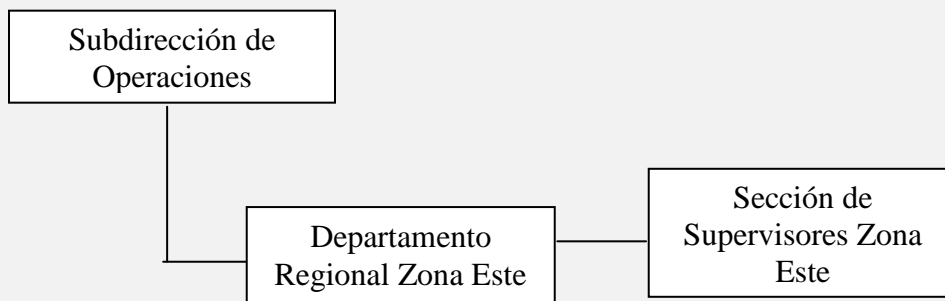 Subdirección de
Operaciones
Departamento
Regional Zona Este
Sección de
Supervisores Zona
Este